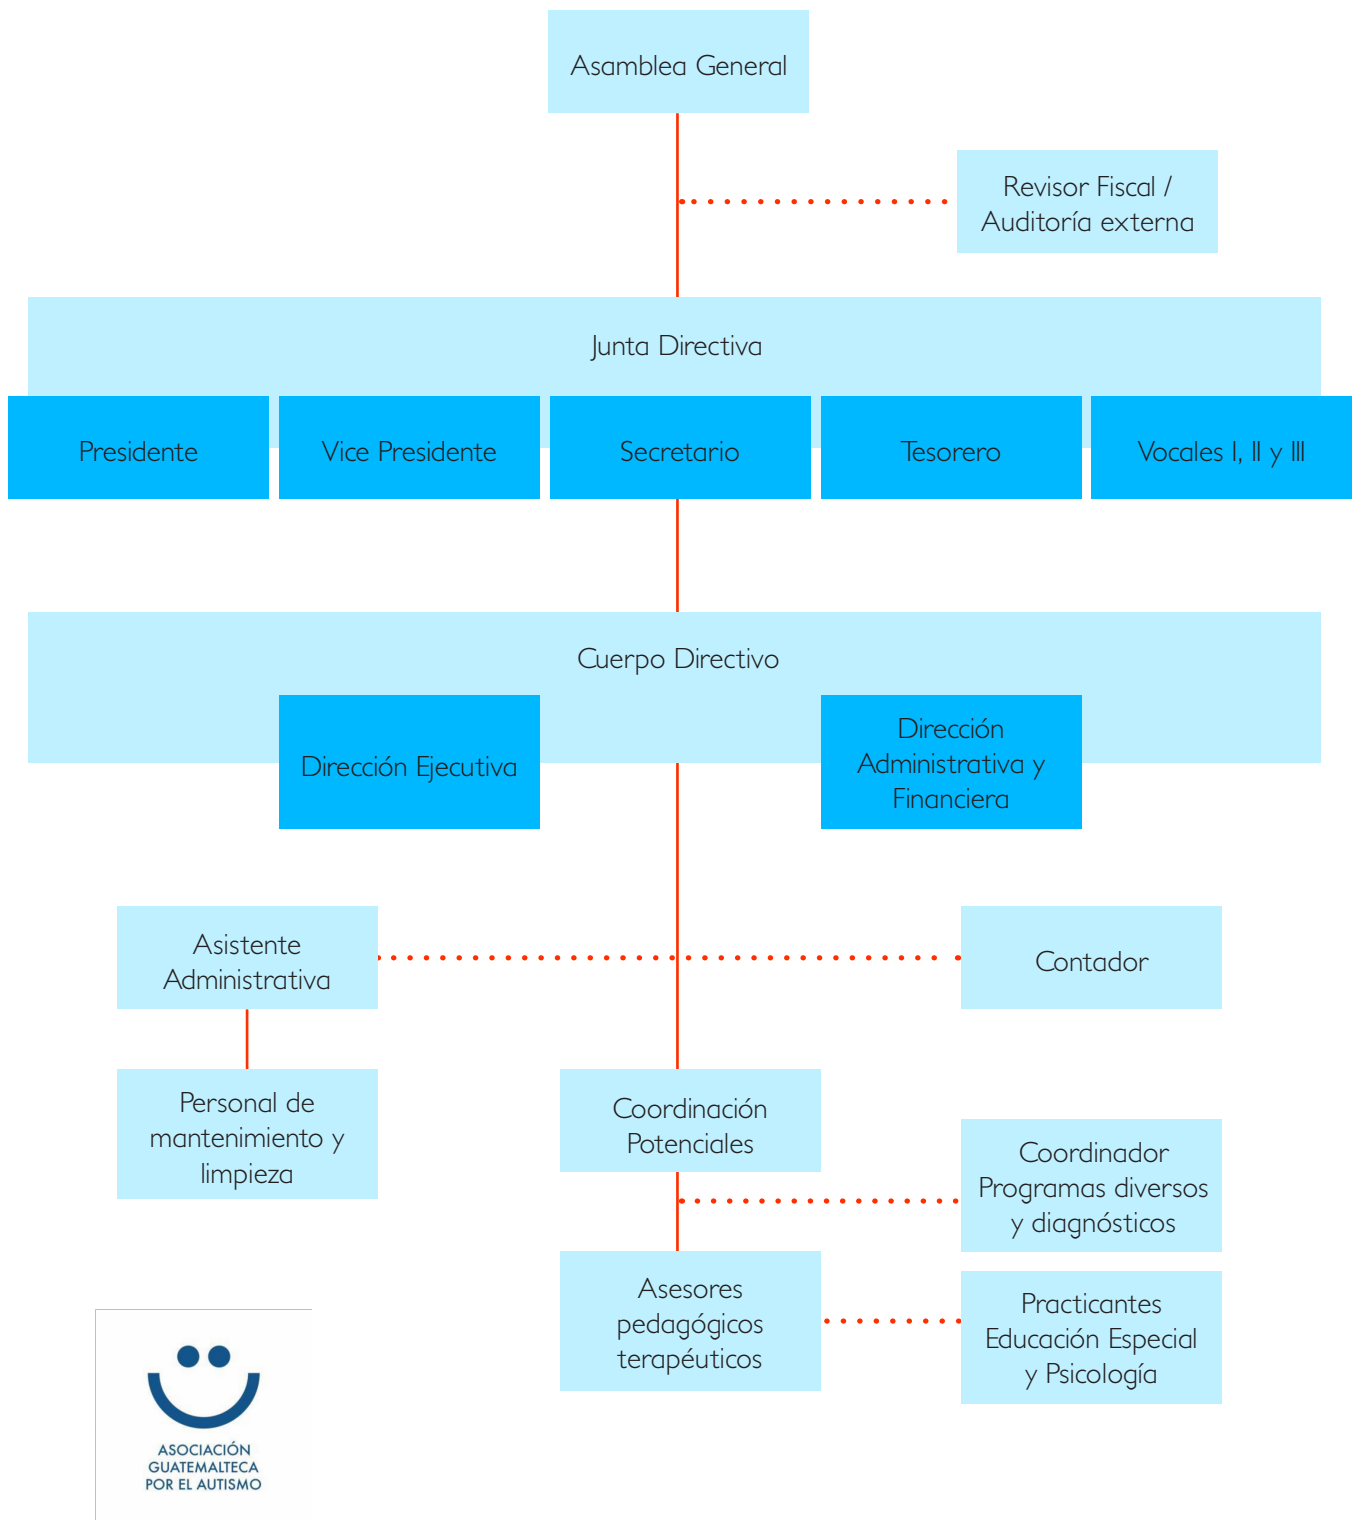 Asamblea General
Revisor Fiscal /
Auditoría externa
Junta Directiva
Presidente
Vice Presidente
Secretario
Tesorero
Vocales I, II y III
Cuerpo Directivo
Dirección Ejecutiva
Dirección
Administrativa y
Financiera
Asistente
Administrativa
Contador
Personal de
mantenimiento y
limpieza
Coordinación
Potenciales
Coordinador
Programas diversos
y diagnósticos
Asesores
pedagógicos
terapéuticos
Practicantes
Educación Especial
y Psicología
ASOCIACIÓN
GUATEMALTECA
POR EL AUTISMO